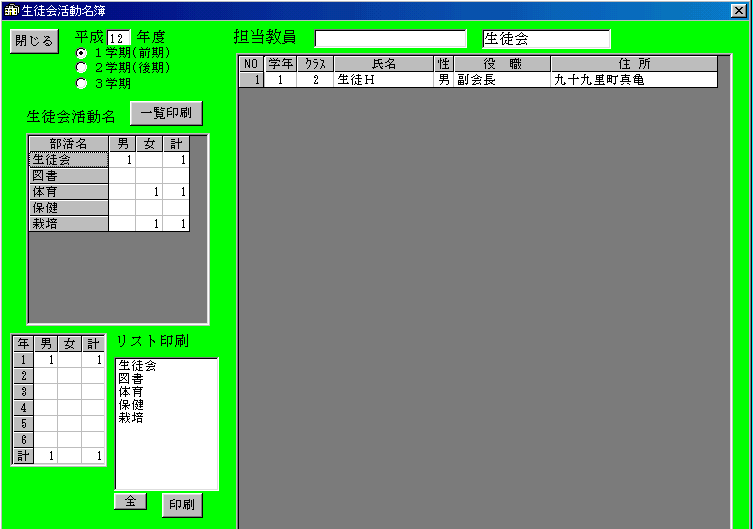 生徒会活動名簿
閉じる
平成 12 年度
1学期(前期)
2学期(後期)
3学期
担当教員
生徒会
生徒会活動名
一覧印刷
部活名 男 女 計
生徒会 1 1
図書
体育 1 1
保健
栽培 1 1
NO 学年 クラス 氏名 性 役 職 住 所
1 1 2 生徒H 男 副会長 九十九里町真亀
年 男 女 計
1 1 1
2
3
4
5
6
計 1 1
リスト印刷
生徒会
図書
体育
保健
栽培
全
印刷